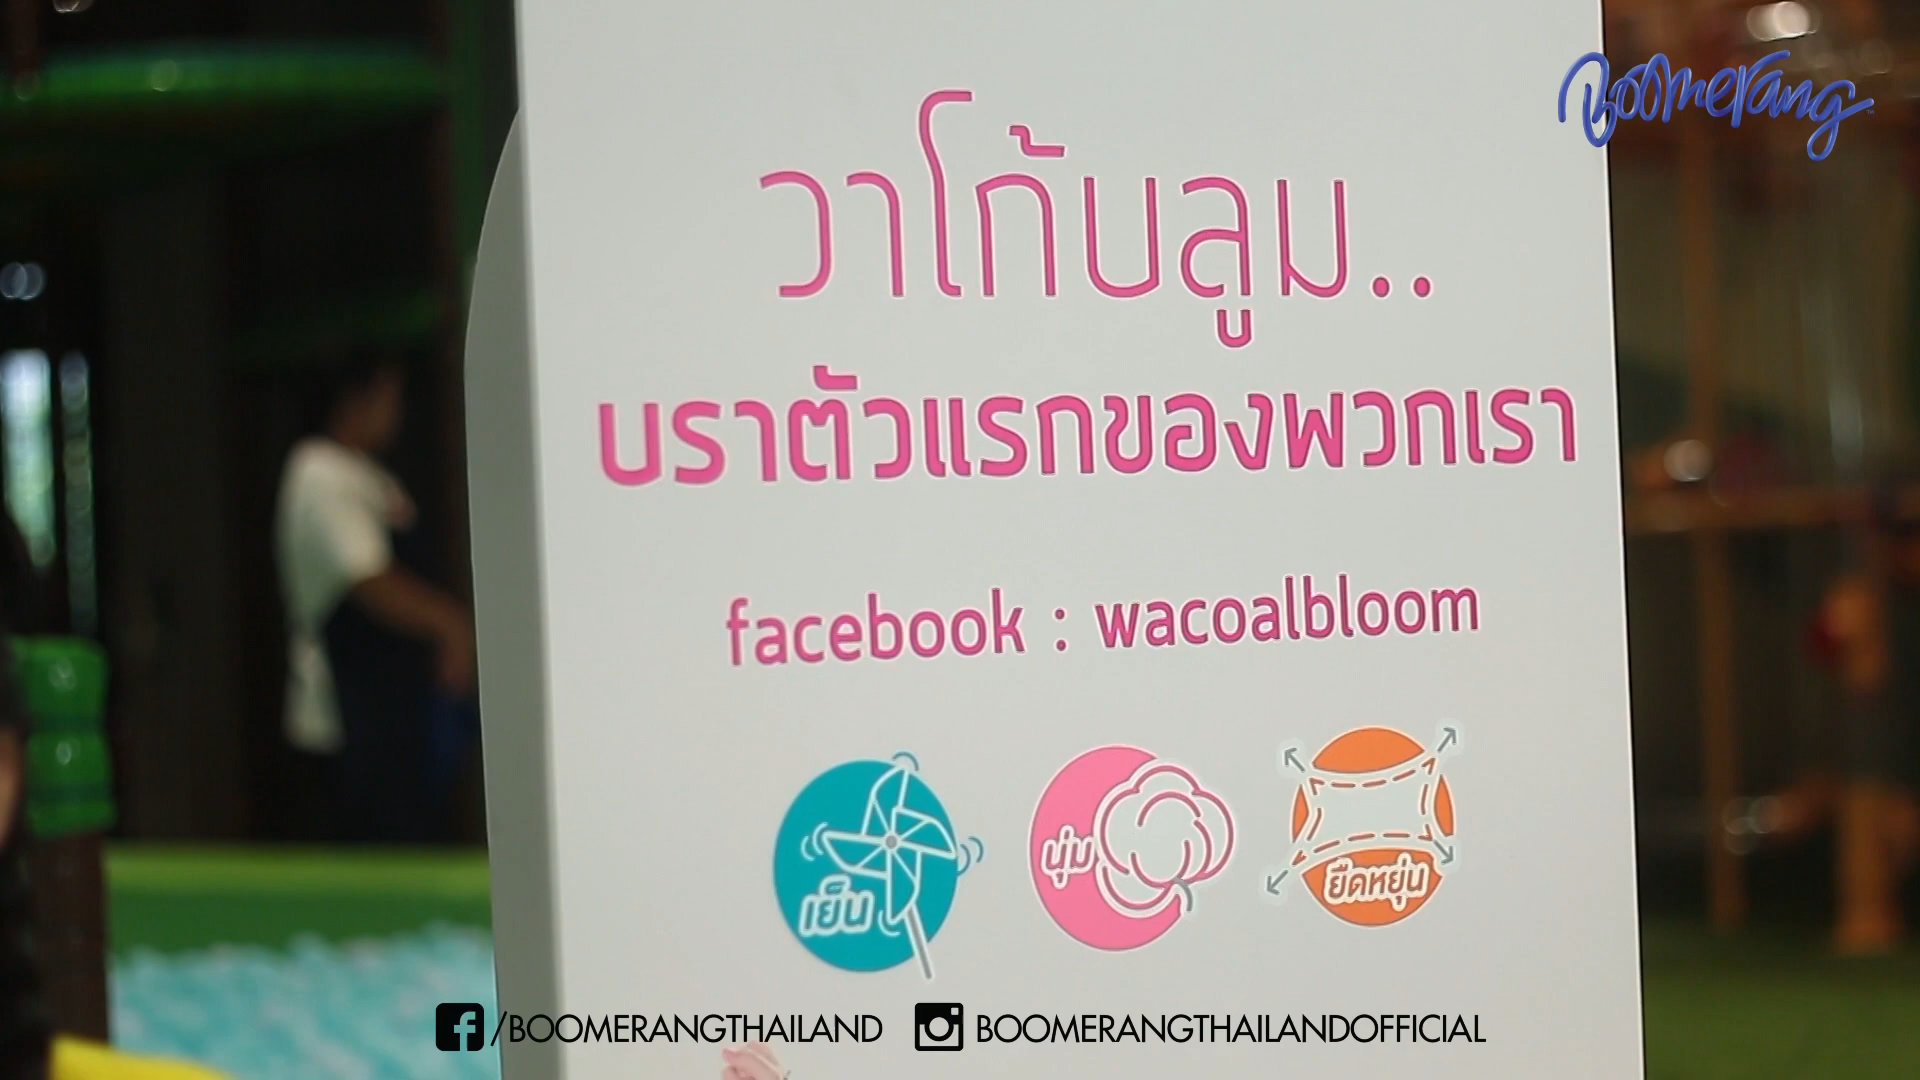 Boomerang
วาโก้บลูม..
บราตัวแรกของพวกเรา
facebook : wacoalbloom
เย็น
นุ่ม
ยืดหยุ่น
/BOOMERANGTHAILAND BOOMERANGTHAILANDOFFICIAL